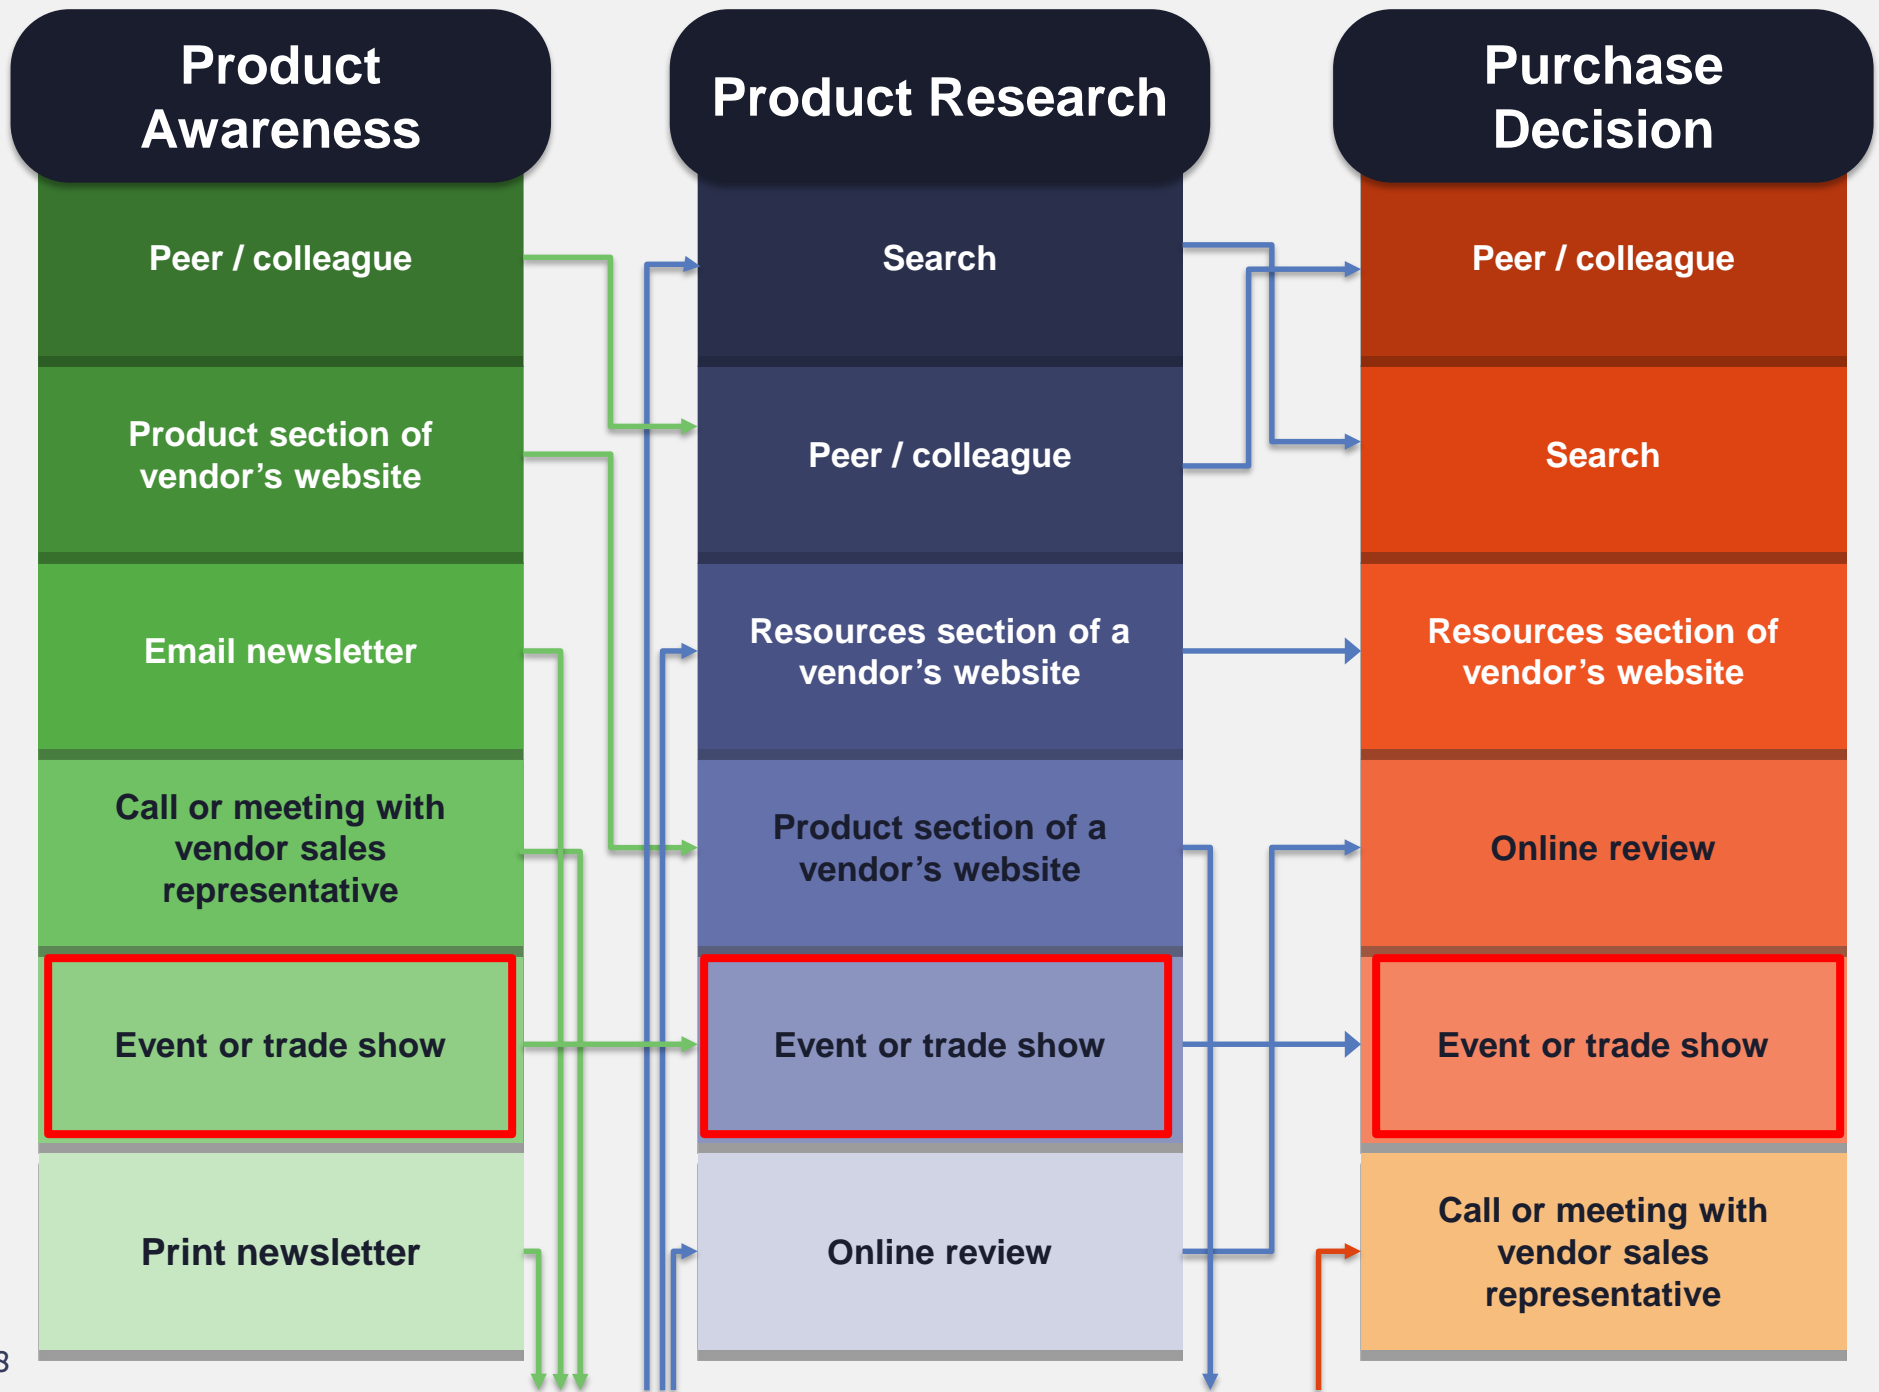 Product
Awareness
Product Research
Purchase
Decision
Peer / colleague
Product section of
vendor’s website
Email newsletter
Call or meeting with
vendor sales
representative
Event or trade show
Print newsletter
Search
Peer / colleague
Resources section of a
vendor’s website
Product section of a
vendor’s website
Event or trade show
Online review
Peer / colleague
Search
Resources section of
vendor’s website
Online review
Event or trade show
Call or meeting with
vendor sales
representative
8